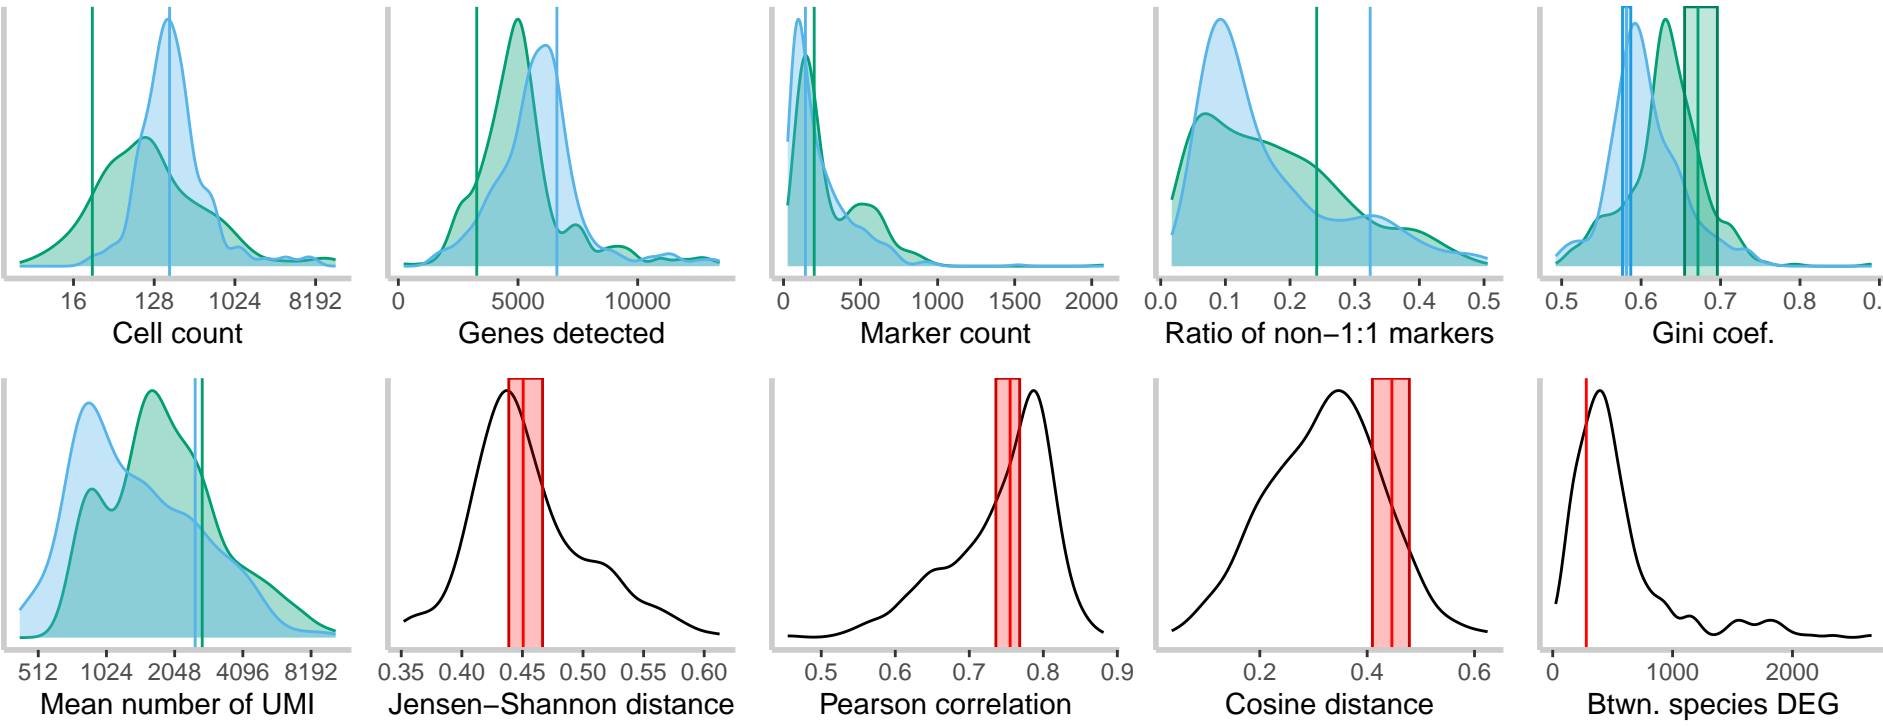 16 128 1024 8192
Cell count
0 5000 10000
Genes detected
0 500 1000 1500 2000
Marker count
0.0 0.1 0.2 0.3 0.4 0.5
Ratio of non−1:1 markers
0.5 0.6 0.7 0.8 0.
Gini coef.
512 1024 2048 4096 8192
Mean number of UMI
0.35 0.40 0.45 0.50 0.55 0.60
Jensen−Shannon distance
0.5 0.6 0.7 0.8 0.9
Pearson correlation
0.2 0.4 0.6
Cosine distance
0 1000 2000
Btwn. species DEG